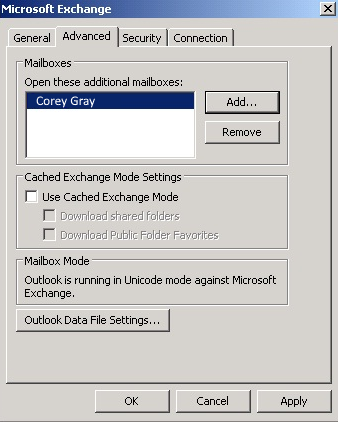 Microsoft Exchange
General
Advanced
Security
Connection
Mailboxes
Open these additional mailboxes:
Corey Gray
Add...
Remove
Cached Exchange Mode Settings
Use Cached Exchange Mode
Download shared folders
Download Public Folder Favorites
Mailbox Mode
Outlook is running in Unicode mode against Microsoft
Exchange.
Outlook Data File Settings...
OK
Cancel
Apply